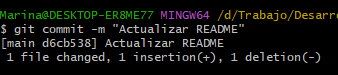 Marina@DESKTOP-ER8ME77 MINGW64 /d/Trabajo/Desarr
$ git commit -m "Actualizar README"
[main d6cb538] Actualizar README
 1 file changed, 1 insertion(+), 1 deletion(-)